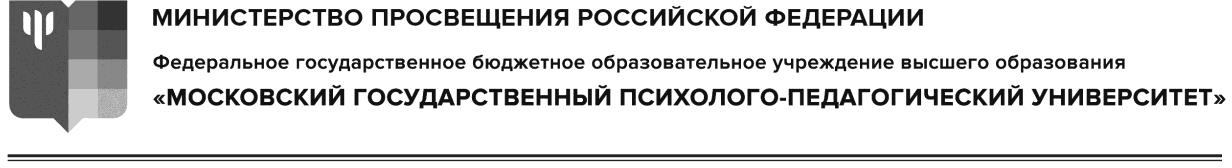 МИНИСТЕРСТВО ПРОСВЕЩЕНИЯ РОССИЙСКОЙ ФЕДЕРАЦИИ
Федеральное государственное бюджетное образовательное учреждение высшего образования
«МОСКОВСКИЙ ГОСУДАРСТВЕННЫЙ ПСИХОЛОГО-ПЕДАГОГИЧЕСКИЙ УНИВЕРСИТЕТ»